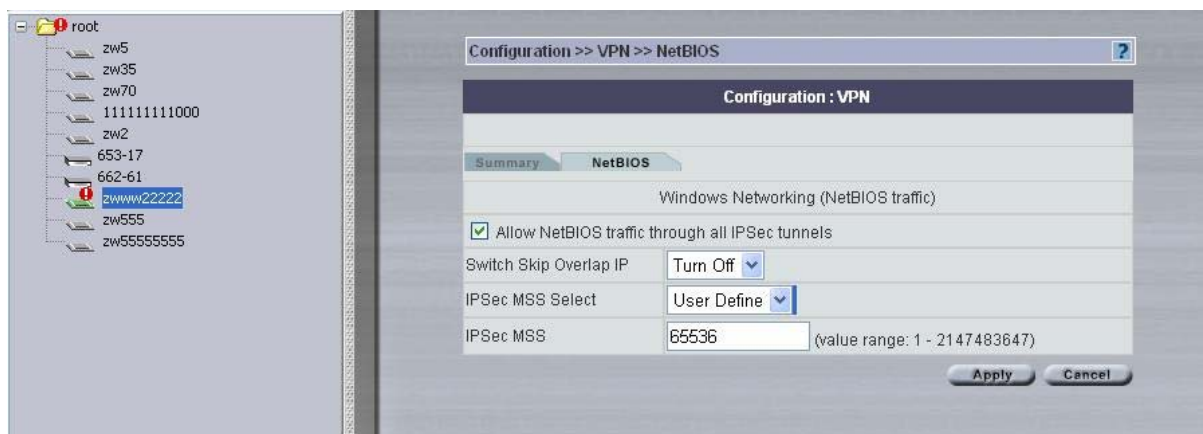 root
zw5
zw35
zw70
111111111000
zw2
653-17
662-61
zwww22222
zw555
zw55555555
Configuration >> VPN >> NetBIOS
?
Configuration : VPN
Summary NetBIOS
Windows Networking (NetBIOS traffic)
Allow NetBIOS traffic through all IPSec tunnels
Switch Skip Overlap IP Turn Off
IPSec MSS Select User Define
IPSec MSS 65536 (value range: 1 - 2147483647)
Apply Cancel